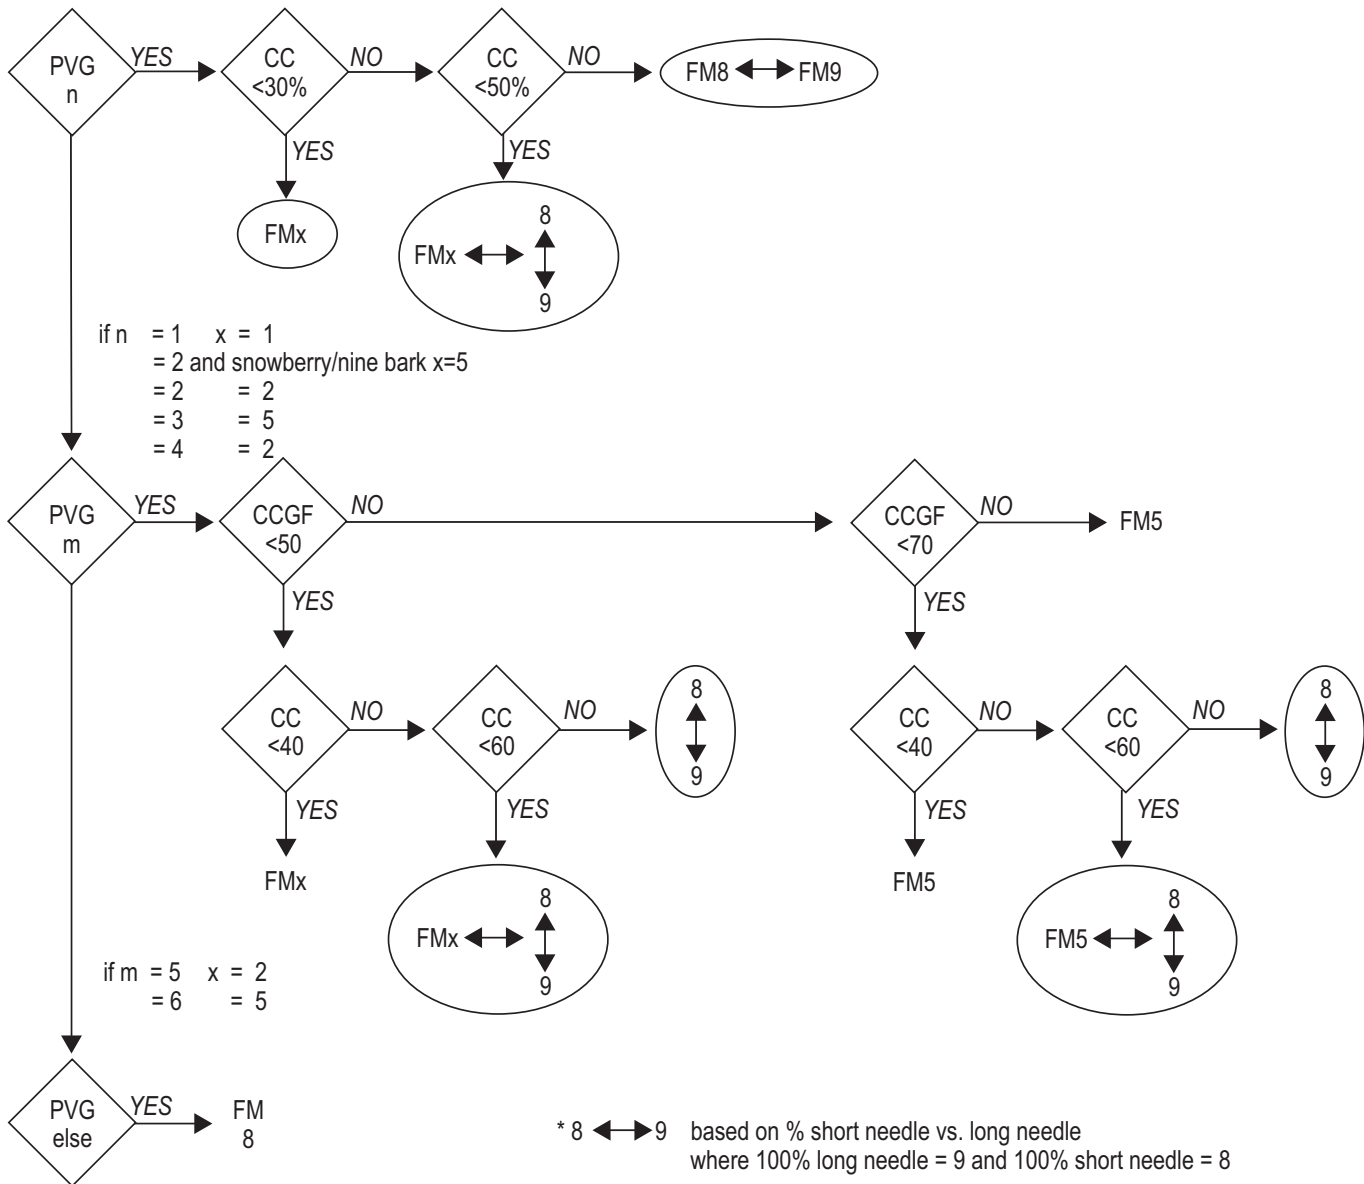 PVG
n
YES
CC
<30%
NO
CC
<50%
NO
FM8 FM9
YES
FMx
YES
FMx
8
9
if n = 1 x = 1
= 2 and snowberry/nine bark x=5
= 2 = 2
= 3 = 5
= 4 = 2
PVG
m
YES
CCGF
<50
NO
CCGF
<70
NO
FM5
YES
YES
CC
<40
NO
CC
<60
NO
8
9
CC
<40
NO
CC
<60
NO
8
9
YES
FMx
YES
FMx
8
9
YES
FM5
YES
FM5
8
9
if m = 5 x = 2
= 6 = 5
PVG
else
YES
FM
8
* 8 9 based on % short needle vs. long needle
where 100% long needle = 9 and 100% short needle = 8